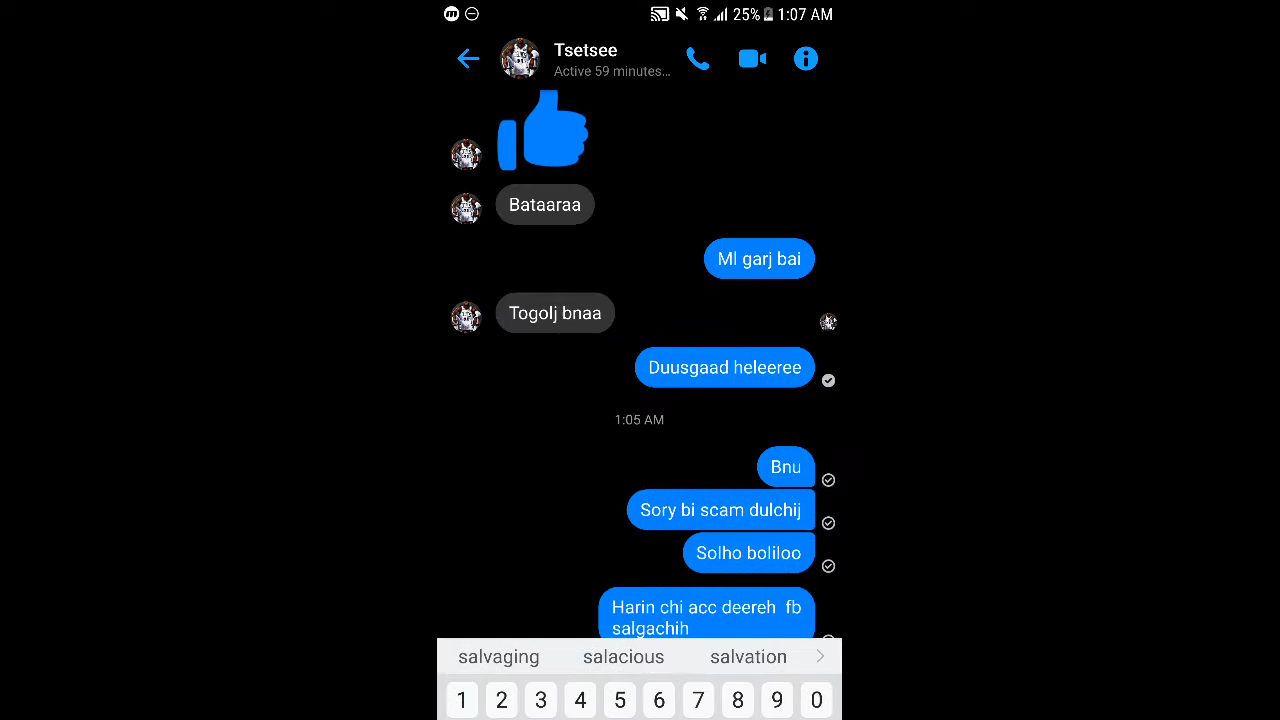 25% 1:07 AM
Tsetsee
Active 59 minutes...
Bataaraa
Ml garj bai
Togolj bnaa
Duusgaad heleeree
1:05 AM
Bnu
Sory bi scam dulchij
Solho boliloo
Harin chi acc deereh fb
salgachih
salvaging salacious salvation
1 2 3 4 5 6 7 8 9 0